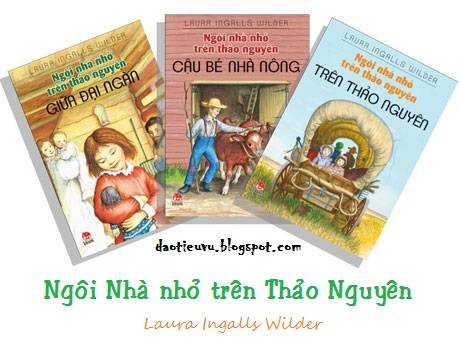 LAURA INGALLS WILDER
Ngôi nhà nhỏ
trên thảo nguyên
GIỮA ĐẠI NGÀN
LAURA INGALLS WILDER
Ngôi nhà nhỏ
trên thảo nguyên
CẬU BÉ NHÀ NÔNG
LAURA INGALLS WILDER
Ngôi nhà nhỏ
trên thảo nguyên
TRÊN THẢO NGUYÊN
daotieuvu.blogspot.com
Ngôi Nhà nhỏ trên Thảo Nguyên
Laura Ingalls Wilder